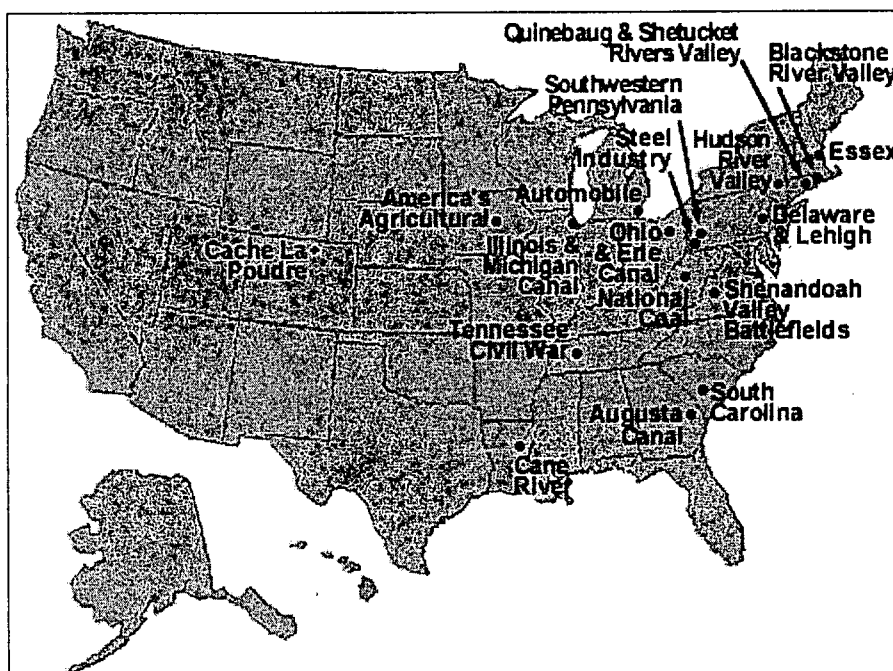 Quinebaug & Shetucket
Rivers Valley
Blackstone
River Valley
Southwestern
Pennsylvania
Steel
Industry
Hudson
River
Valley
Essex
America's
Agricultural
Automobile
Delaware
& Lehigh
Cache La
Poudre
Illinois &
Michigan
Canal
Ohio
& Erie
Canal
National
Coal
Shenandoah
Valley
Battlefields
Tennessee
Civil War
South
Carolina
Augusta
Canal
Cane
River